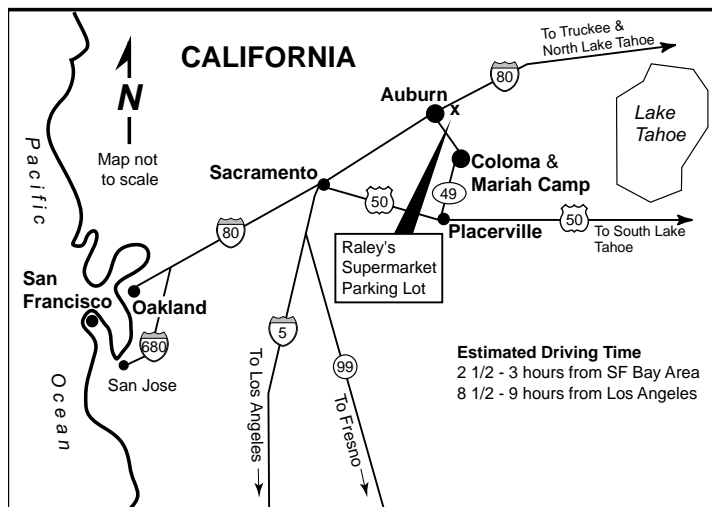 To Truckee &
North Lake Tahoe
CALIFORNIA
80
N
Auburn
x
Lake
Tahoe
Map not
to scale
Pacific
Coloma &
Mariah Camp
Sacramento
49
50
Placerville
50
To South Lake
Tahoe
80
Raley's
Supermarket
Parking Lot
San
Francisco
Oakland
680
5
99
San Jose
Ocean
To Los Angeles
To Fresno
Estimated Driving Time
2 1/2 - 3 hours from SF Bay Area
8 1/2 - 9 hours from Los Angeles